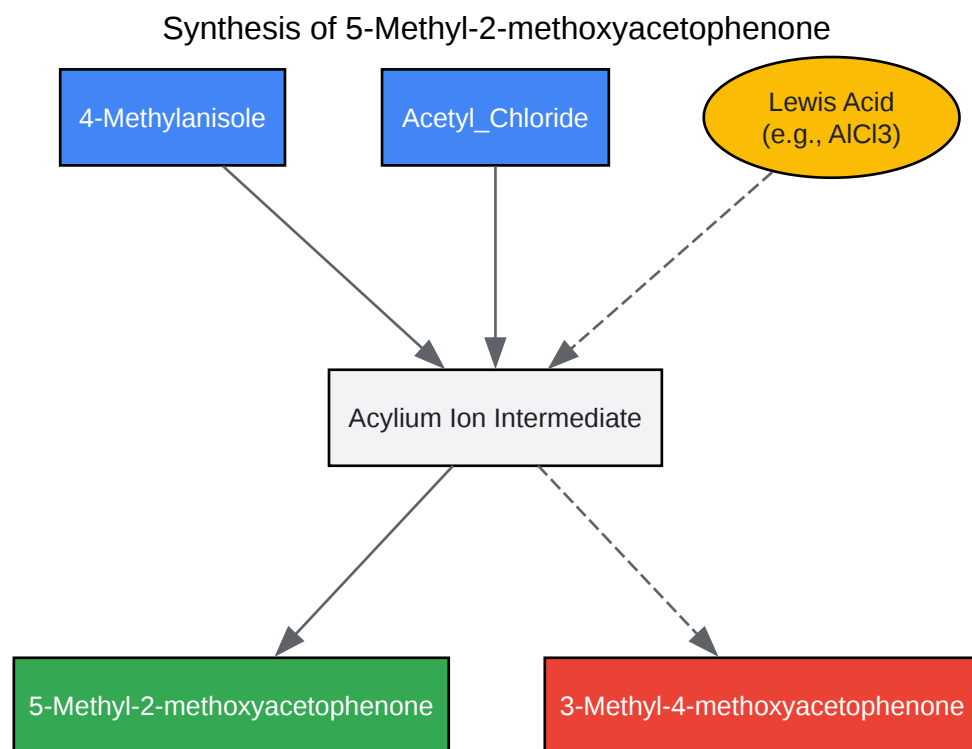 Synthesis of 5-Methyl-2-methoxyacetophenone
4-Methylanisole
Acetyl_Chloride
Lewis Acid
(e.g., AlCl3)
Acylium Ion Intermediate
5-Methyl-2-methoxyacetophenone
3-Methyl-4-methoxyacetophenone